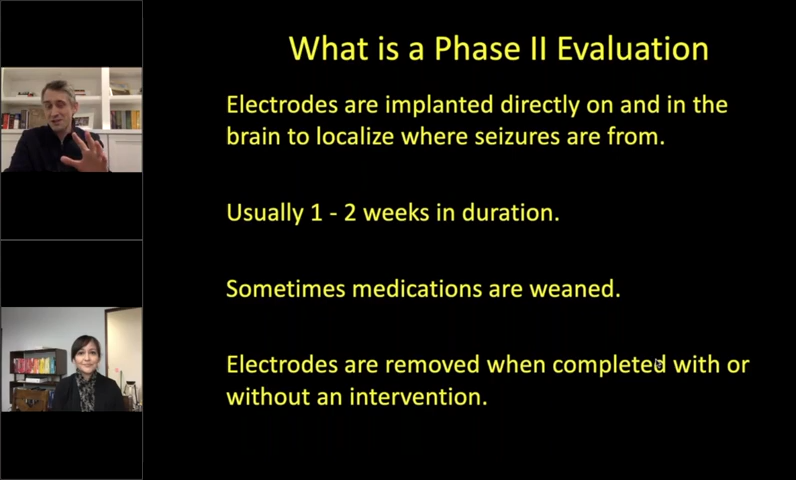 What is a Phase II Evaluation
Electrodes are implanted directly on and in the
brain to localize where seizures are from.
Usually 1 - 2 weeks in duration.
Sometimes medications are weaned.
Electrodes are removed when completed with or
without an intervention.